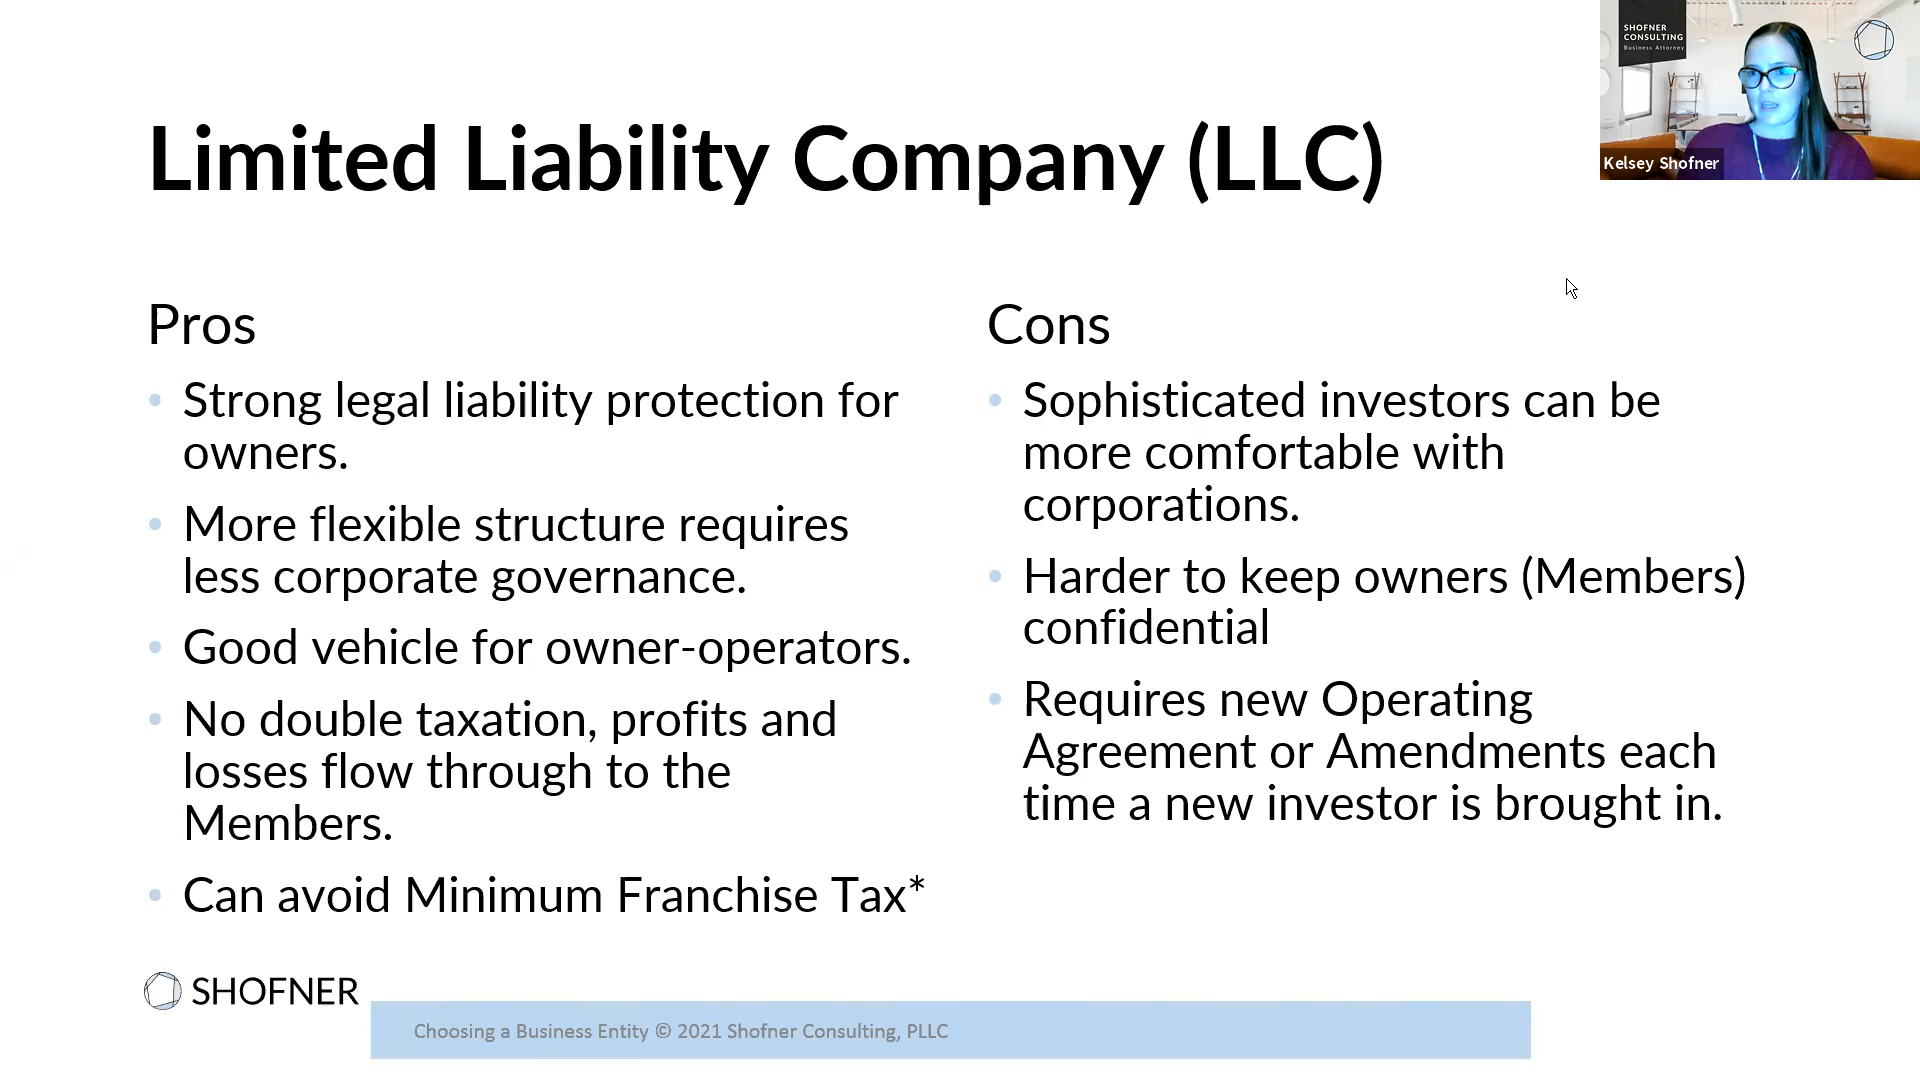 SHOFNER
CONSULTING
Business Attorney
Kelsey Shofner
Limited Liability Company (LLC)
Pros
• Strong legal liability protection for
owners.
• More flexible structure requires
less corporate governance.
• Good vehicle for owner-operators.
• No double taxation, profits and
losses flow through to the
Members.
• Can avoid Minimum Franchise Tax*
Cons
• Sophisticated investors can be
more comfortable with
corporations.
• Harder to keep owners (Members)
confidential
• Requires new Operating
Agreement or Amendments each
time a new investor is brought in.
SHOFNER
Choosing a Business Entity © 2021 Shofner Consulting, PLLC